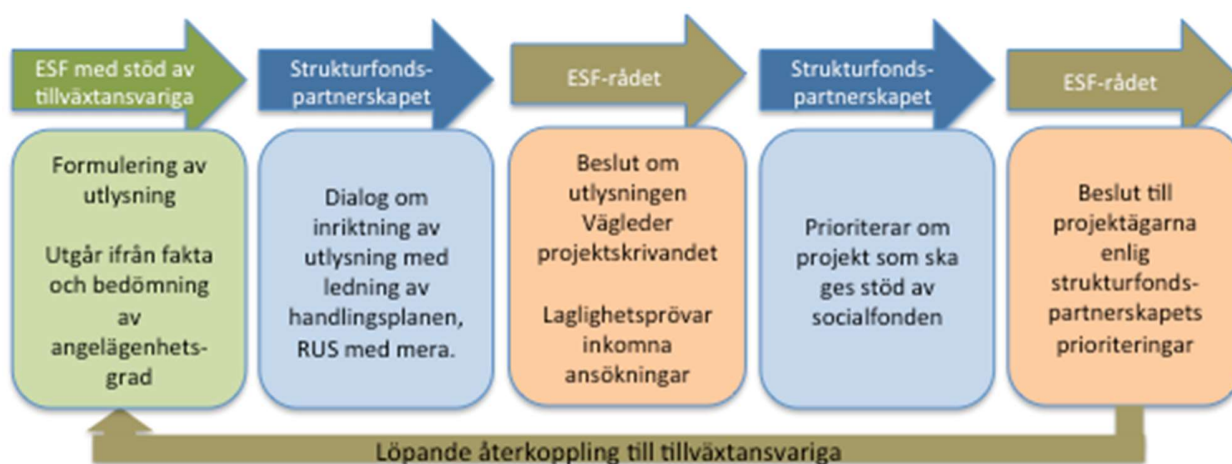 ESF med stöd av
tillväxtansvariga
Strukturfonds-
partnerskapet
ESF-rådet
Strukturfonds-
partnerskapet
ESF-rådet
Formulering av
utlysning
Utgår ifrån fakta
och bedömning
av
angelägenhets-
grad
Dialog om
inriktning av
utlysning med
ledning av
handlingsplanen,
RUS med mera.
Beslut om
utlysningen
Vägleder
projektskrivandet
Laglighetsprövar
inkomna
ansökningar
Prioriterar om
projekt som ska
ges stöd av
socialfonden
Beslut till
projektägarna
enlig
strukturfonds-
partnerskapets
prioriteringar
Löpande återkoppling till tillväxtansvariga